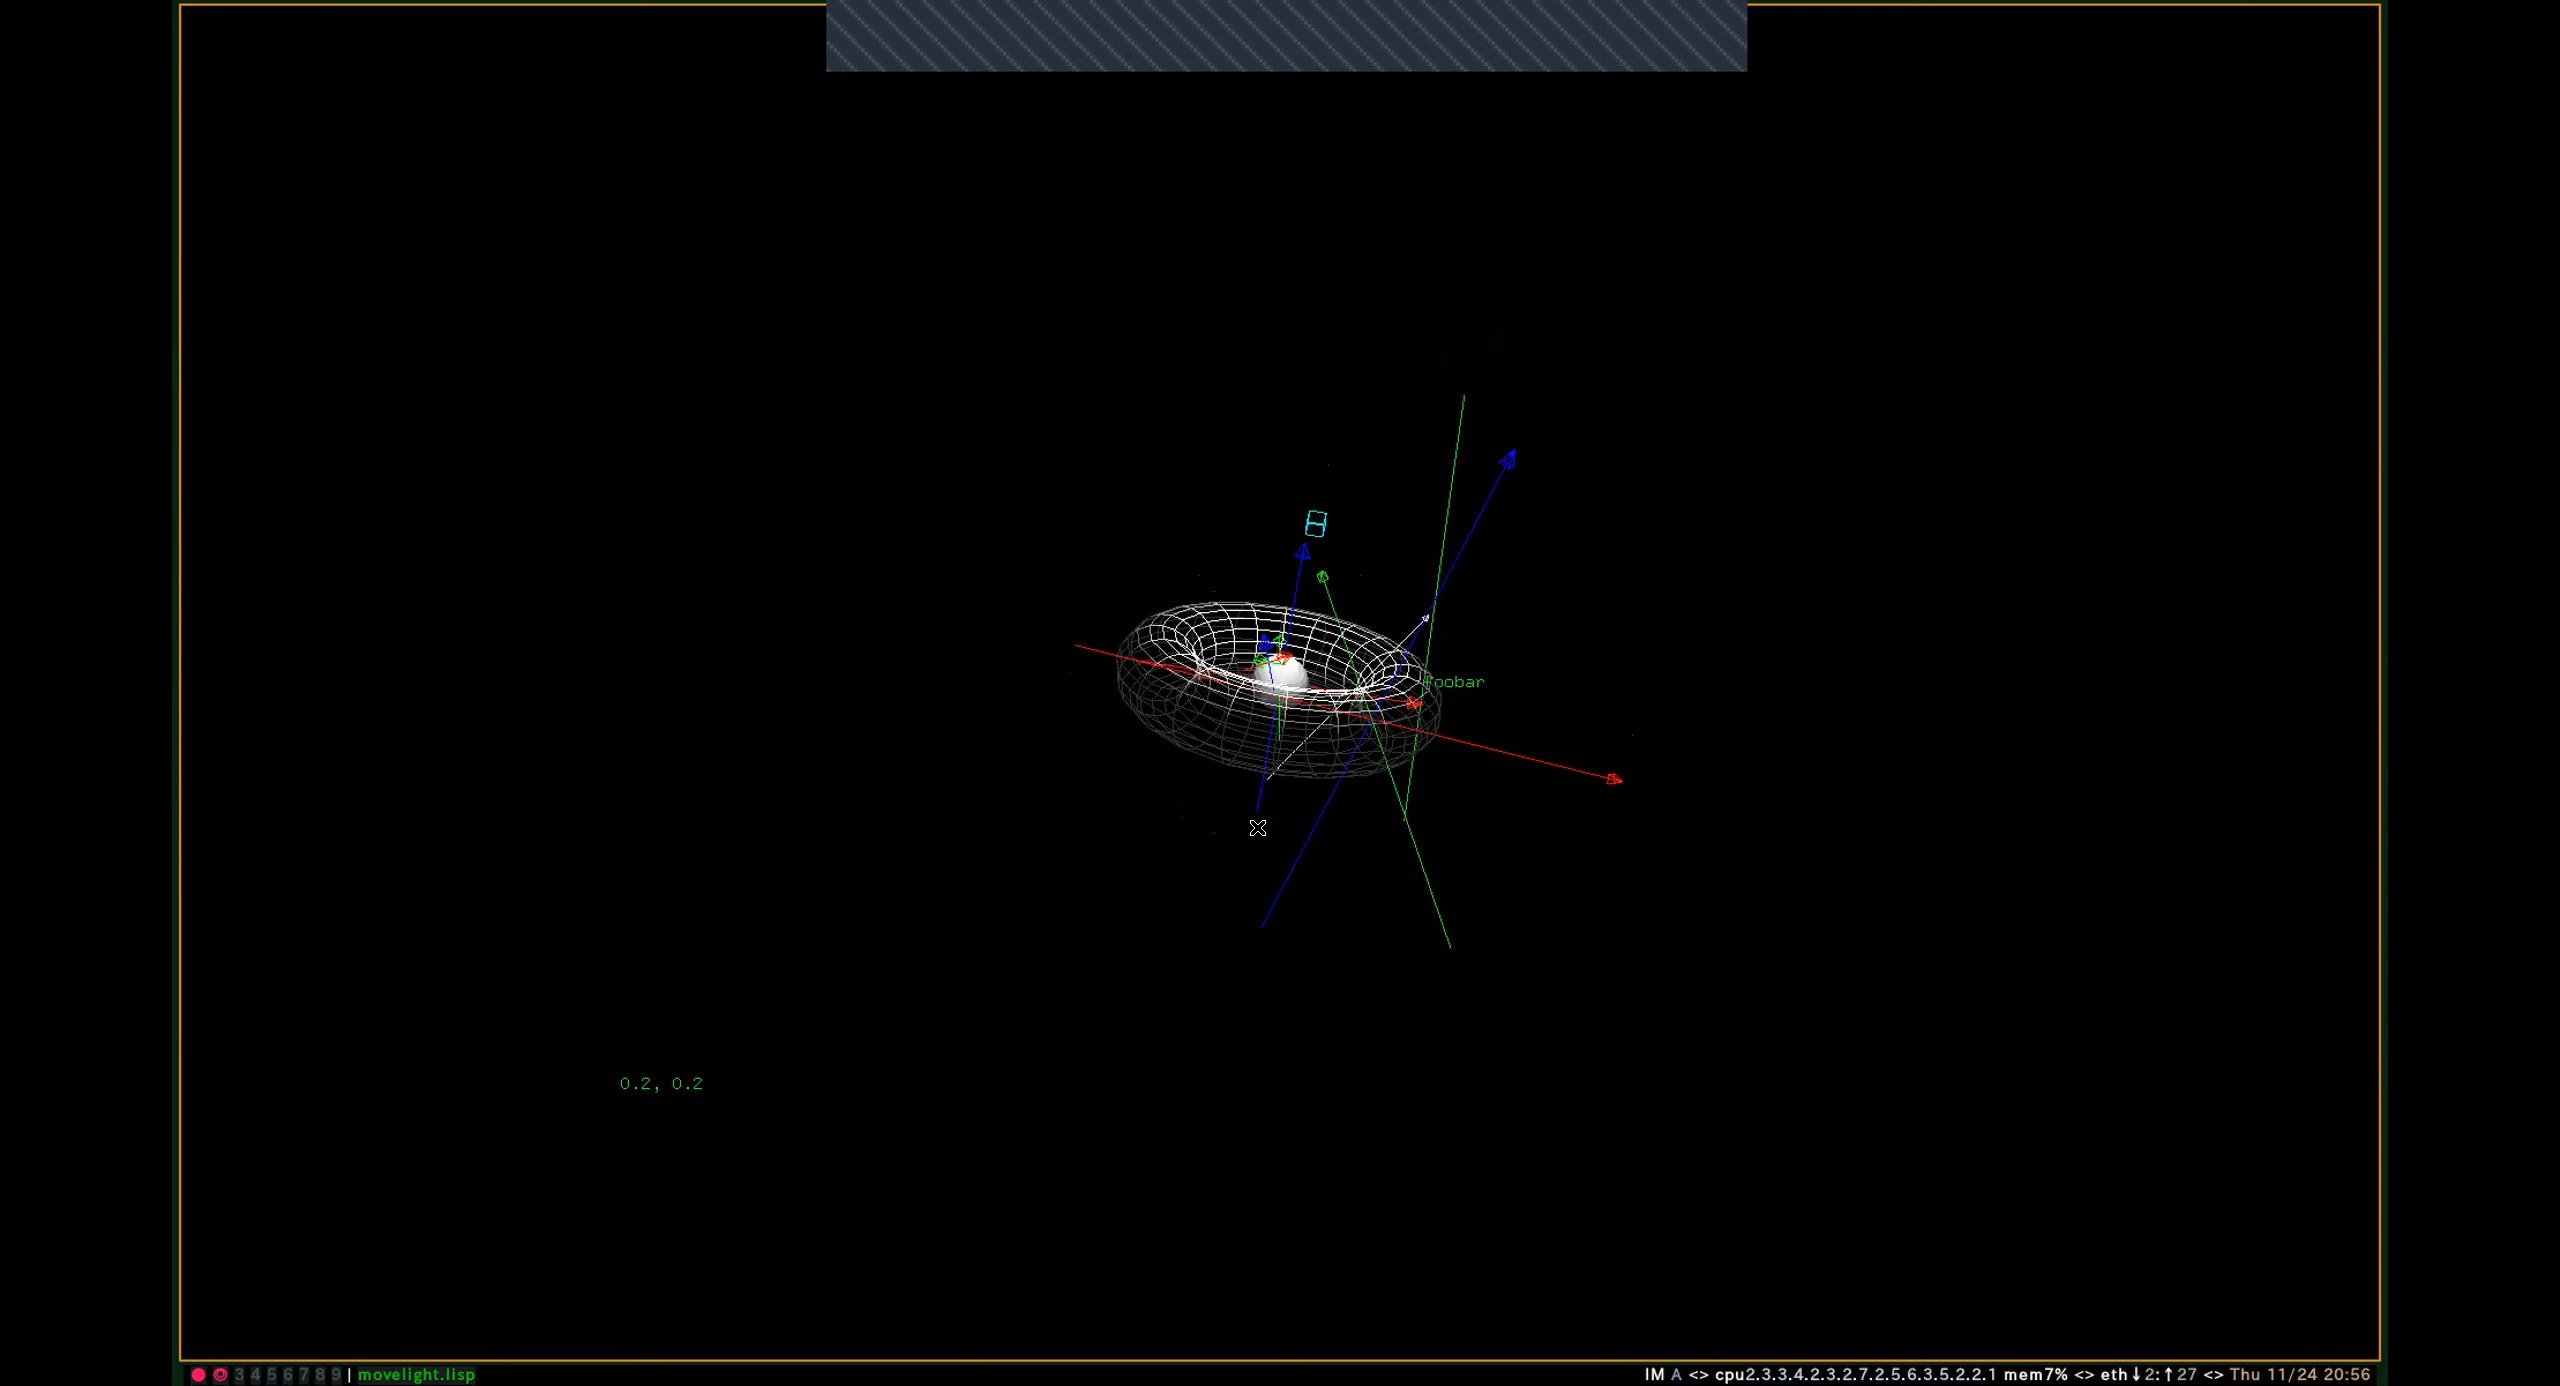 foobar
0.2, 0.2
3 4 5 6 7 8 9 | movelight.lisp
IM A <> cpu2.3.3.4.2.3.2.7.2.5.6.3.5.2.2.1 mem7% <> eth↓2:↑27 <> Thu 11/24 20:56